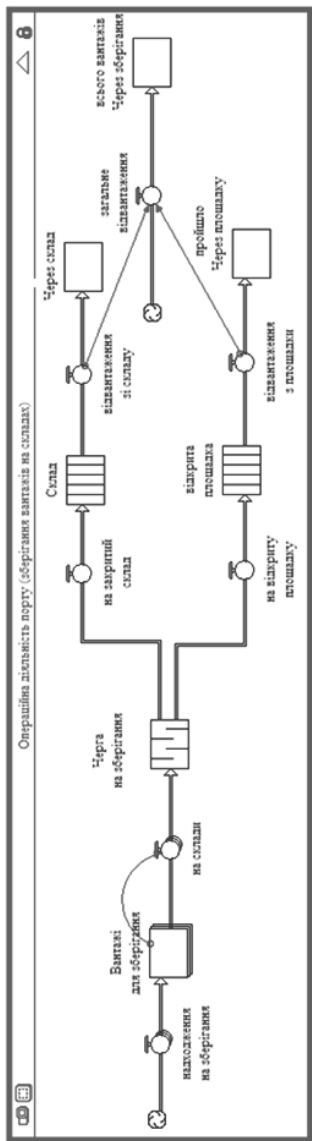 Операційна діяльність порту (зберігання вантажів на складах)
надходження
на зберігання
Вантажі
для зберігання
на склади
Черга
на зберігання
на закритий
склад
Склад
відвантаження
зі складу
Через склад
на відкриту
площадку
відкрита
площадка
відвантаження
з площадки
пройшло
Через площадку
загальне
відвантаження
всього вантажів
Через зберігання